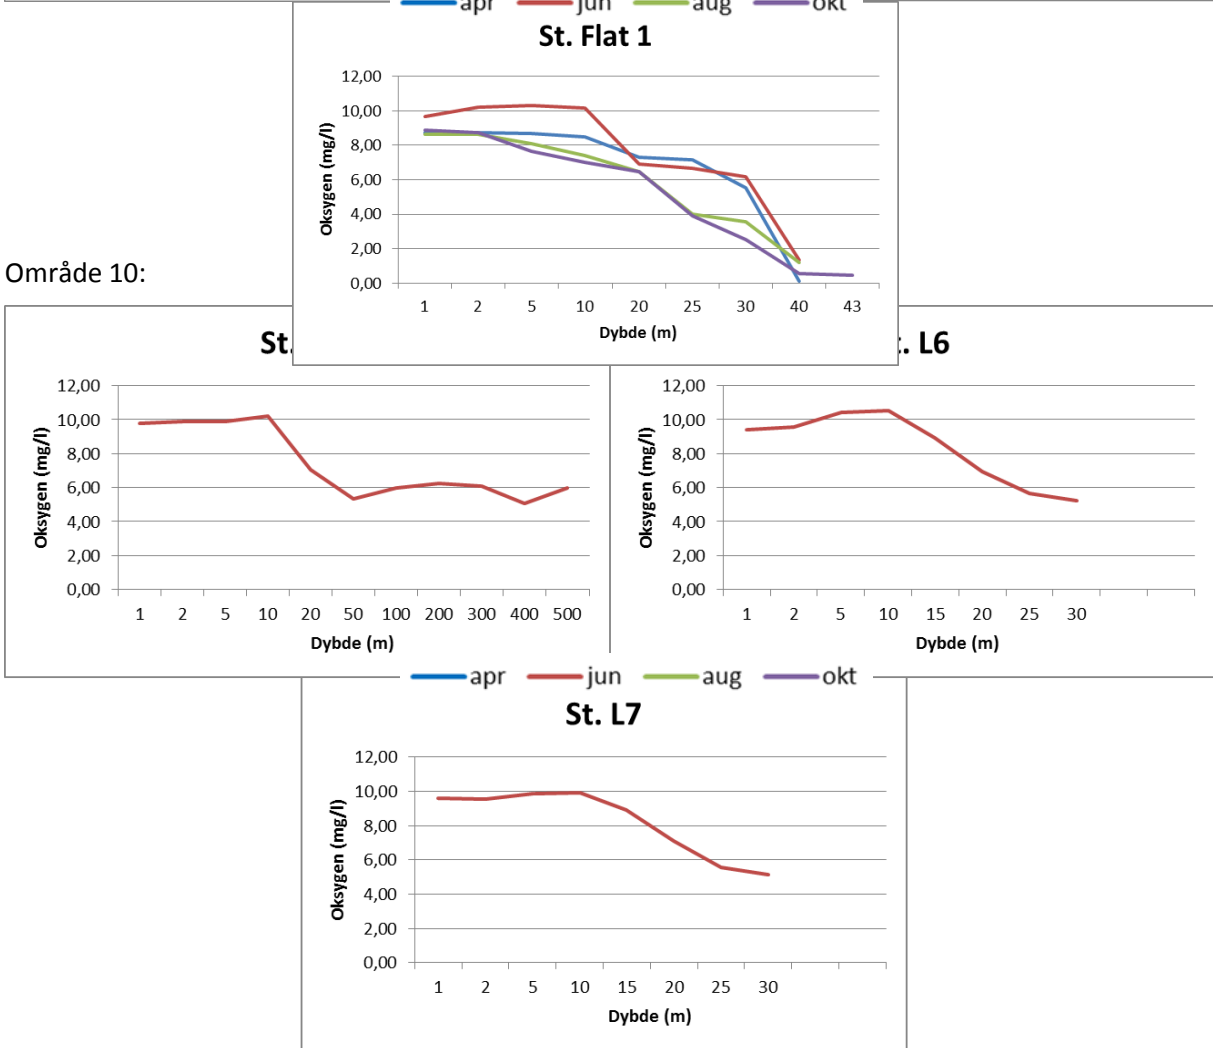 apr jun aug okt
St. Flat 1
12,00
10,00
8,00
6,00
4,00
2,00
0,00
Oksygen (mg/l)
1 2 5 10 20 25 30 40 43
Dybde (m)
Område 10:
St.
12,00
10,00
8,00
6,00
4,00
2,00
0,00
Oksygen (mg/l)
1 2 5 10 20 50 100 200 300 400 500
Dybde (m)
L6
12,00
10,00
8,00
6,00
4,00
2,00
0,00
Oksygen (mg/l)
1 2 5 10 15 20 25 30
Dybde (m)
apr jun aug okt
St. L7
12,00
10,00
8,00
6,00
4,00
2,00
0,00
Oksygen (mg/l)
1 2 5 10 15 20 25 30
Dybde (m)